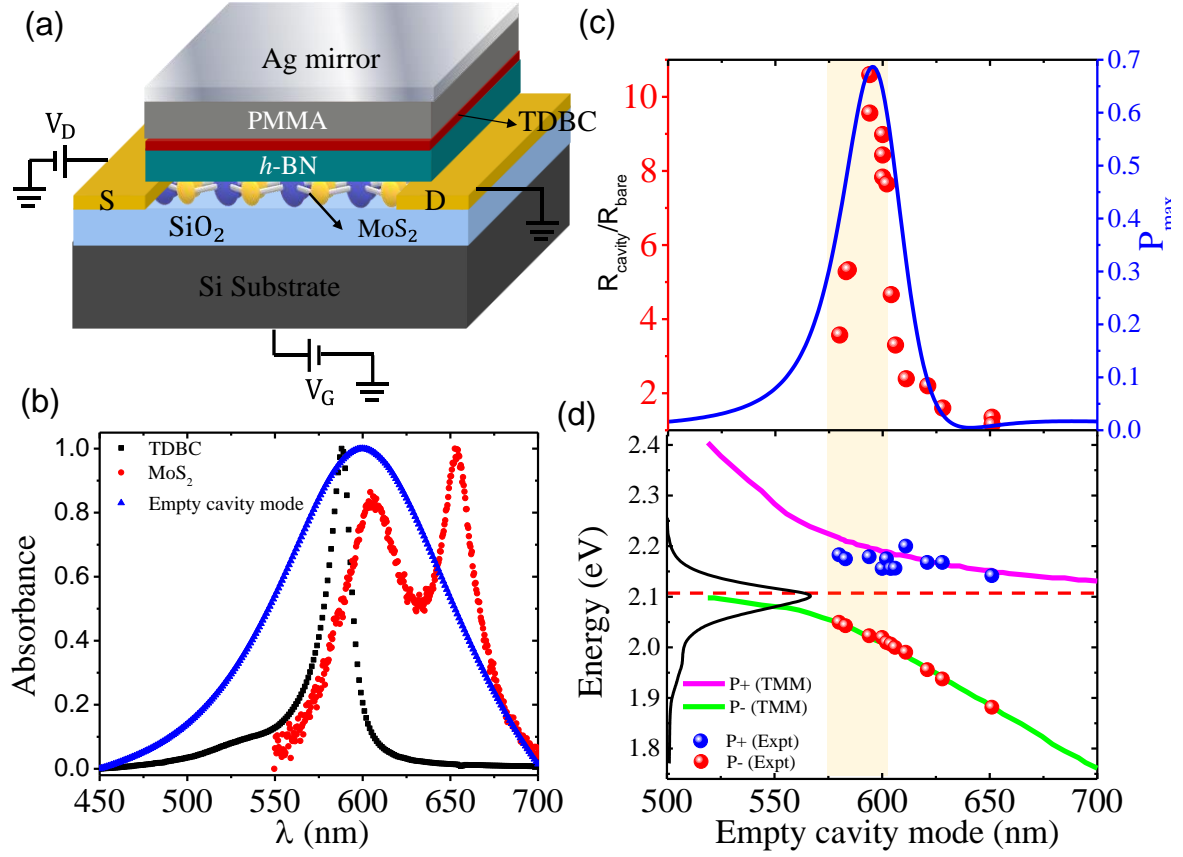 (a)
Ag mirror
PMMA
TDBC
h-BN
V_D
S
D
SiO₂
MoS₂
Si Substrate
V_G
(b)
TDBC
MoS₂
Empty cavity mode
Absorbance
1.0
0.8
0.6
0.4
0.2
0.0
450
500
550
600
650
700
λ (nm)
(c)
R_cavity/R_bare
10
8
6
4
2
0.7
0.6
0.5
0.4
0.3
0.2
0.1
0.0
P_max
(d)
Energy (eV)
2.4
2.3
2.2
2.1
2.0
1.9
1.8
P+ (TMM)
P- (TMM)
P+ (Expt)
P- (Expt)
500
550
600
650
700
Empty cavity mode (nm)